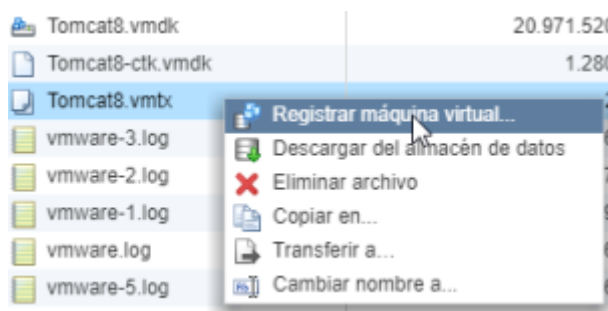 Tomcat8.vmdk 20.971.520
Tomcat8-ctk.vmdk 1.280
Tomcat8.vmtx
Registrar máquina virtual...
vmware-3.log
Descargar del almacén de datos
vmware-2.log
Eliminar archivo
vmware-1.log
Copiar en...
vmware.log
Transferir a...
vmware-5.log
Cambiar nombre a...